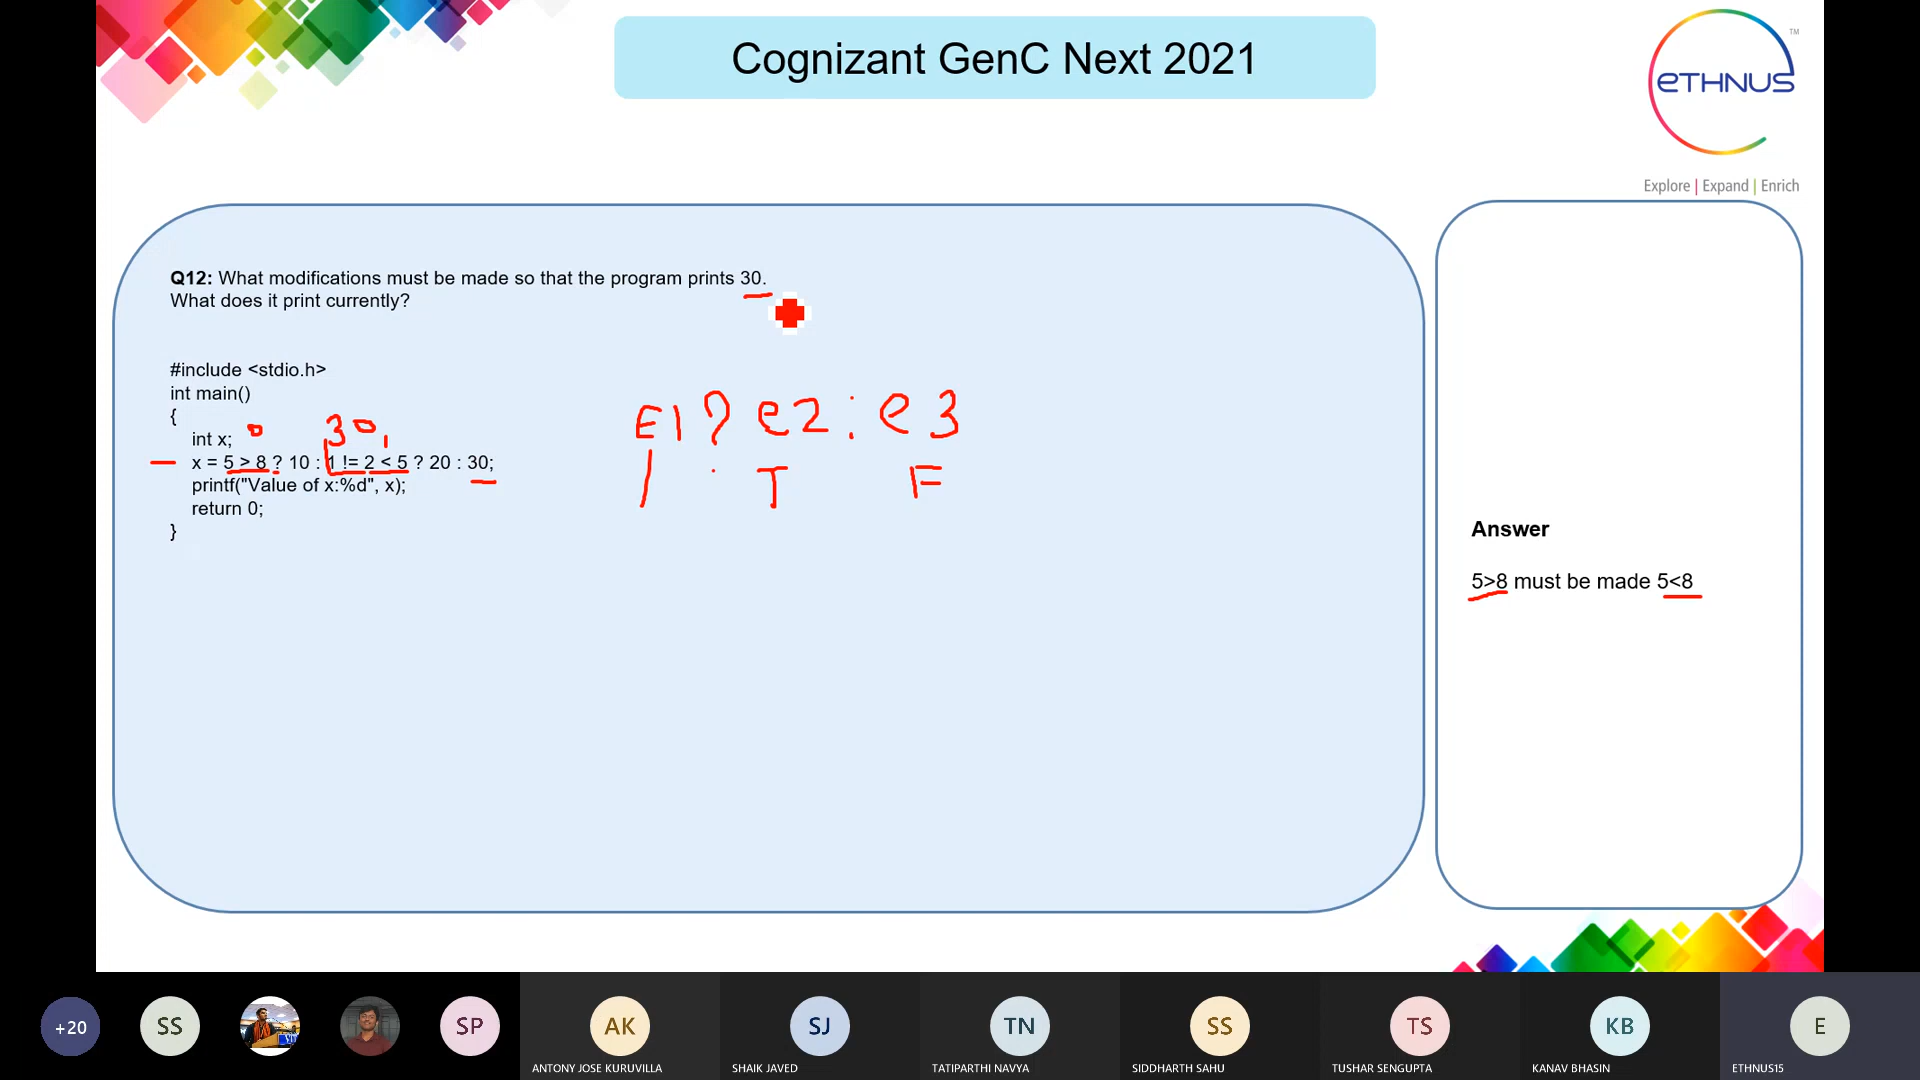 Cognizant GenC Next 2021
eTHNUS
TM
Explore | Expand | Enrich
Q12: What modifications must be made so that the program prints 30.
What does it print currently?
#include <stdio.h>
int main()
{
int x;
0 30,
x = 5 > 8 ? 10 : 1 != 2 < 5 ? 20 : 30;
printf("Value of x:%d", x);
return 0;
}
E1 ? e2 : e3
T F
Answer
5>8 must be made 5<8
+20
SS
SP
AK
ANTONY JOSE KURUVILLA
SJ
SHAIK JAVED
TN
TATIPARTHI NAVYA
SS
SIDDHARTH SAHU
TS
TUSHAR SENGUPTA
KB
KANAV BHASIN
E
ETHNUS15